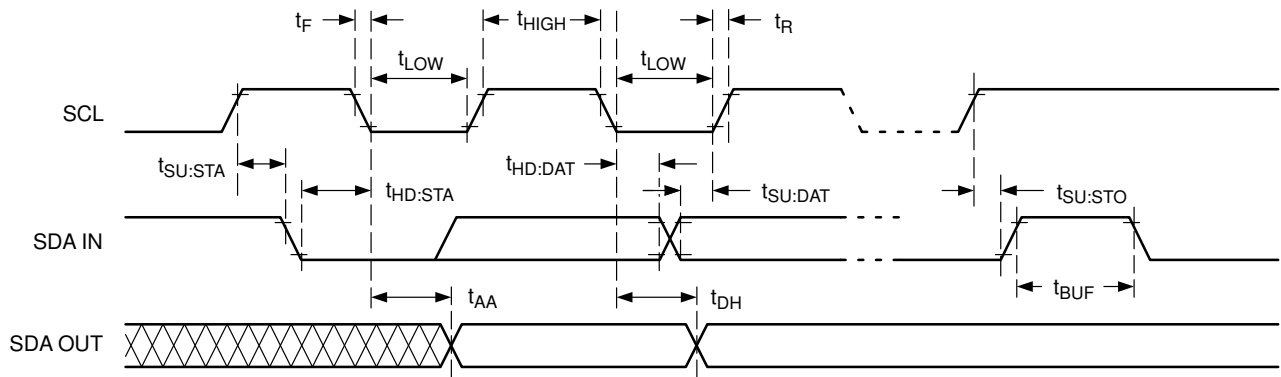 tF
tHIGH
tR
tLOW
tLOW
SCL
tSU:STA
tHD:STA
tHD:DAT
tSU:DAT
tSU:STO
SDA IN
tAA
tDH
tBUF
SDA OUT